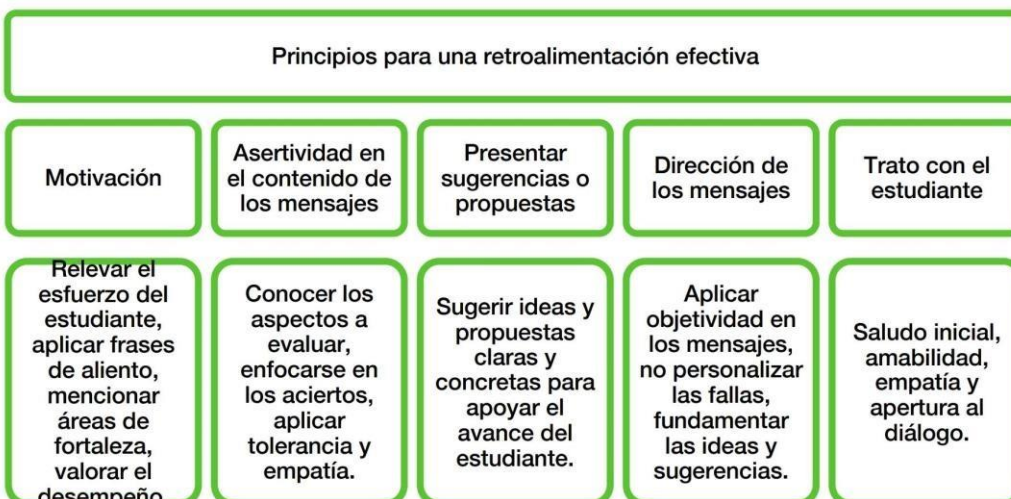 Principios para una retroalimentación efectiva
Motivación
Asertividad en
el contenido de
los mensajes
Presentar
sugerencias o
propuestas
Dirección de
los mensajes
Trato con el
estudiante
Relevar el
esfuerzo del
estudiante,
aplicar frases
de aliento,
mencionar
áreas de
fortaleza,
valorar el
desempeño
Conocer los
aspectos a
evaluar,
enfocarse en
los aciertos,
aplicar
tolerancia y
empatía.
Sugerir ideas y
propuestas
claras y
concretas para
apoyar el
avance del
estudiante.
Aplicar
objetividad en
los mensajes,
no personalizar
las fallas,
fundamentar
las ideas y
sugerencias.
Saludo inicial,
amabilidad,
empatía y
apertura al
diálogo.